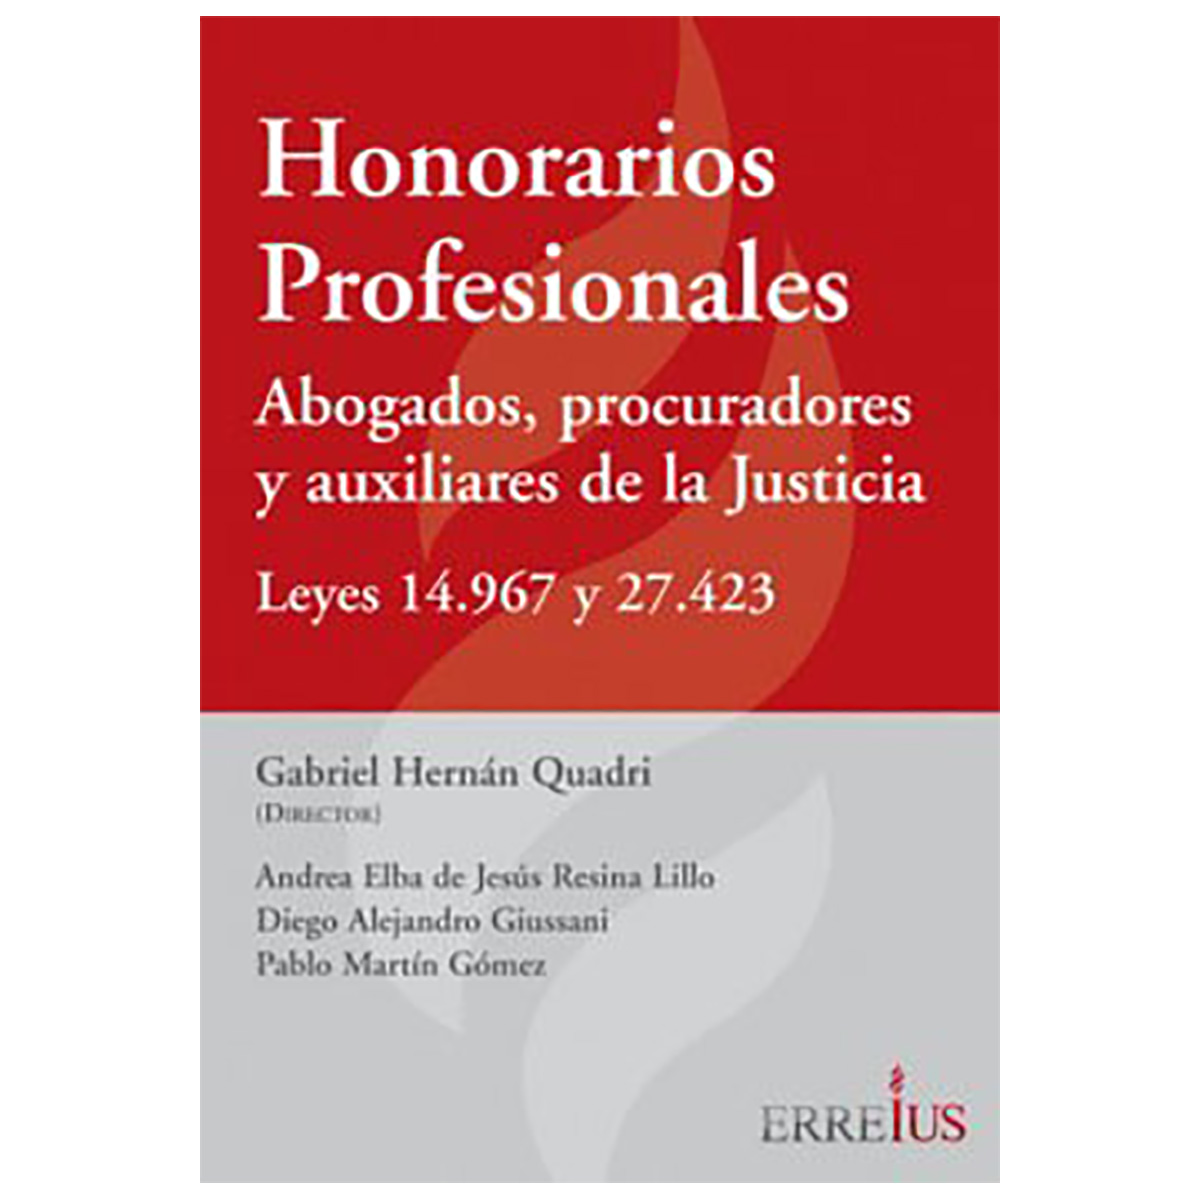 Honorarios
Profesionales
Abogados, procuradores
y auxiliares de la Justicia
Leyes 14.967 y 27.423
Gabriel Hernán Quadri
(Director)
Andrea Elba de Jesús Resina Lillo
Diego Alejandro Giussani
Pablo Martín Gómez
ERREIUS